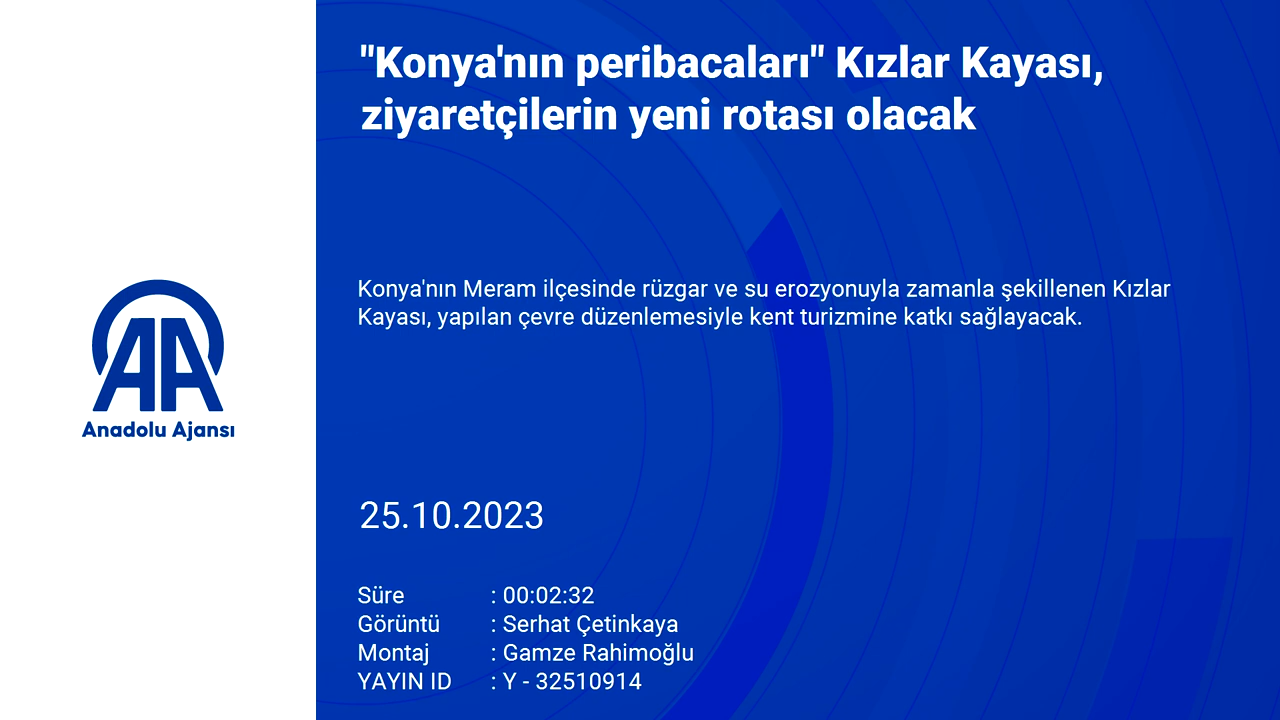 "Konya'nın peribacaları" Kızlar Kayası,
ziyaretçilerin yeni rotası olacak
Konya'nın Meram ilçesinde rüzgar ve su erozyonuyla zamanla şekillenen Kızlar
Kayası, yapılan çevre düzenlemesiyle kent turizmine katkı sağlayacak.
AA
Anadolu Ajansı
25.10.2023
Süre : 00:02:32
Görüntü : Serhat Çetinkaya
Montaj : Gamze Rahimoğlu
YAYIN ID : Y - 32510914